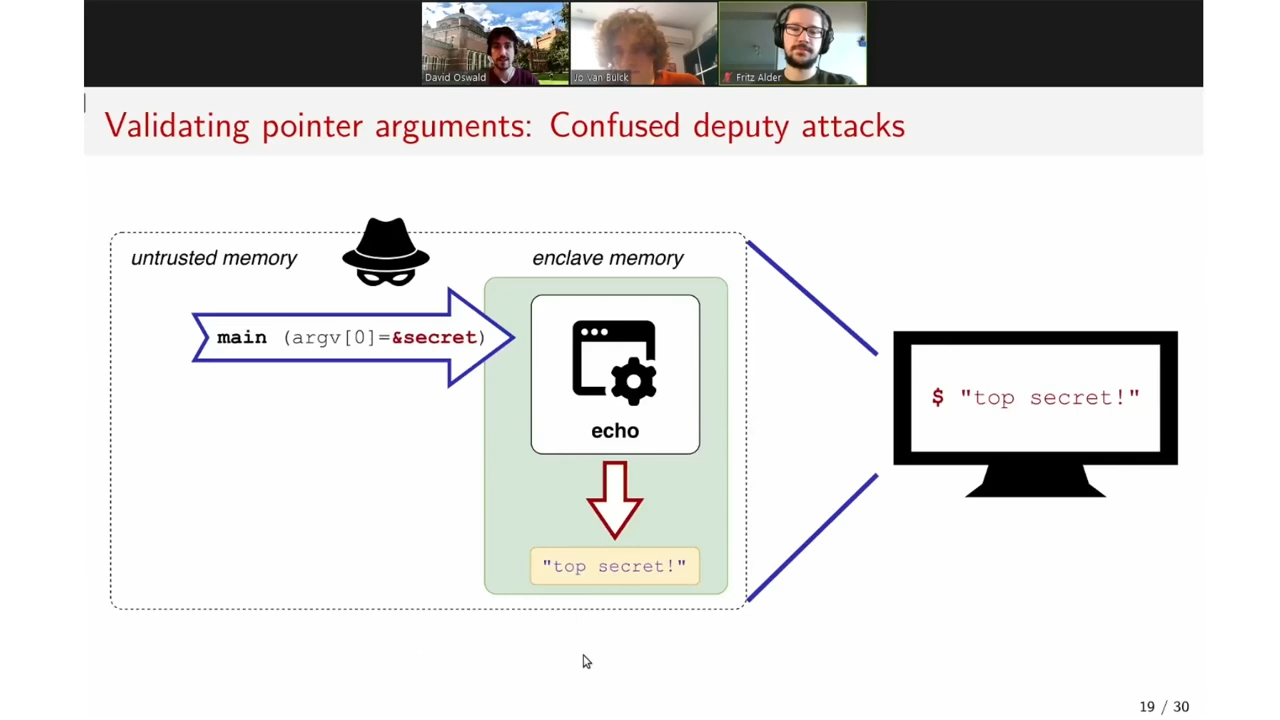 David Oswald
Jo Van Bulck
Fritz Alder
Validating pointer arguments: Confused deputy attacks
untrusted memory
enclave memory
main (argv[0]=&secret)
echo
"top secret!"
$ "top secret!"
19 / 30